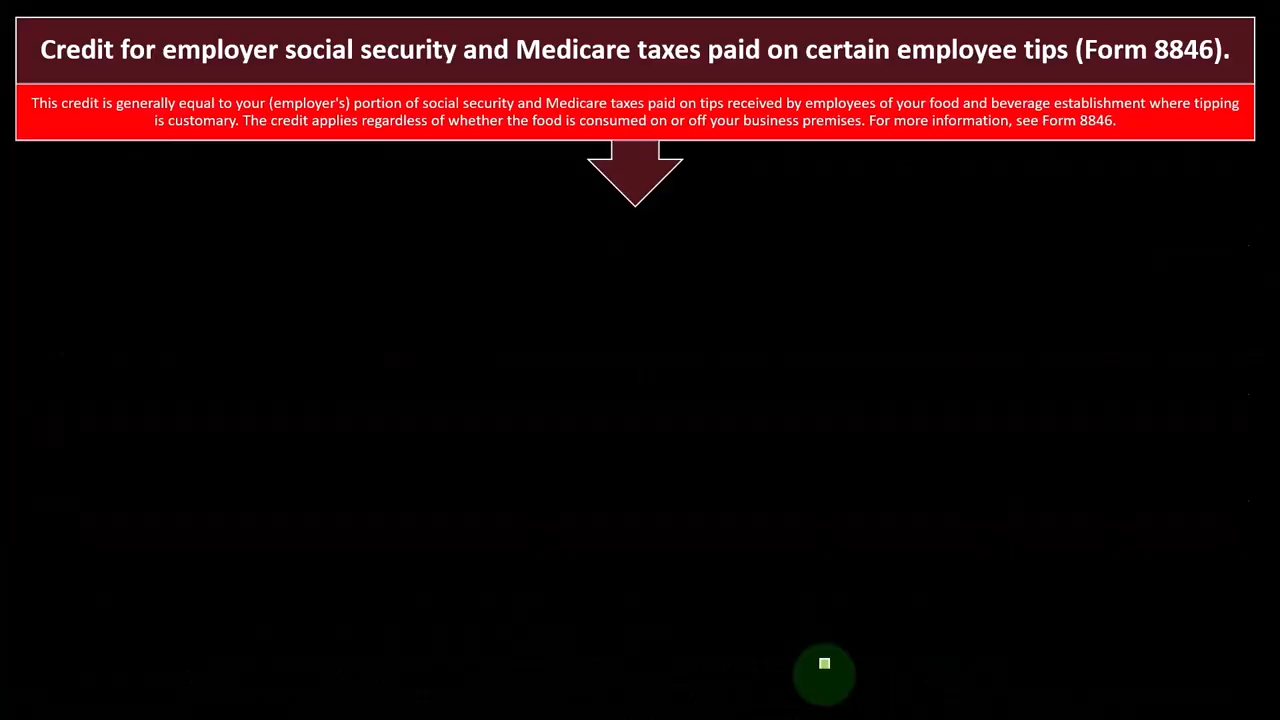 Credit for employer social security and Medicare taxes paid on certain employee tips (Form 8846).
This credit is generally equal to your (employer's) portion of social security and Medicare taxes paid on tips received by employees of your food and beverage establishment where tipping
is customary. The credit applies regardless of whether the food is consumed on or off your business premises. For more information, see Form 8846.